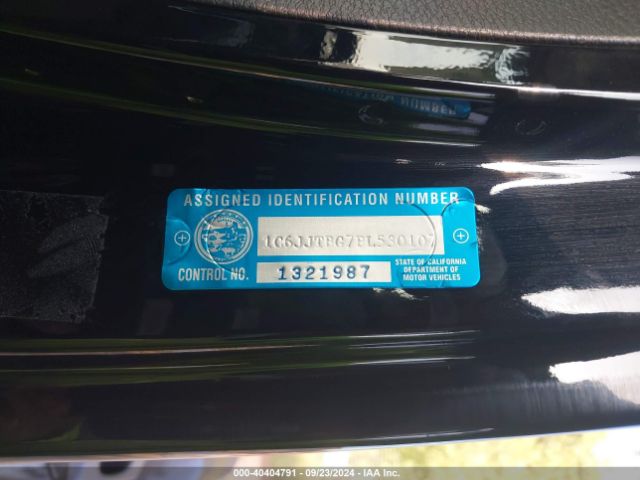 ASSIGNED IDENTIFICATION NUMBER
1C6JJTBG7PL530107
CONTROL NO. 1321987
STATE OF CALIFORNIA
DEPARTMENT OF
MOTOR VEHICLES
000-40404791 - 09/23/2024 - IAA Inc.